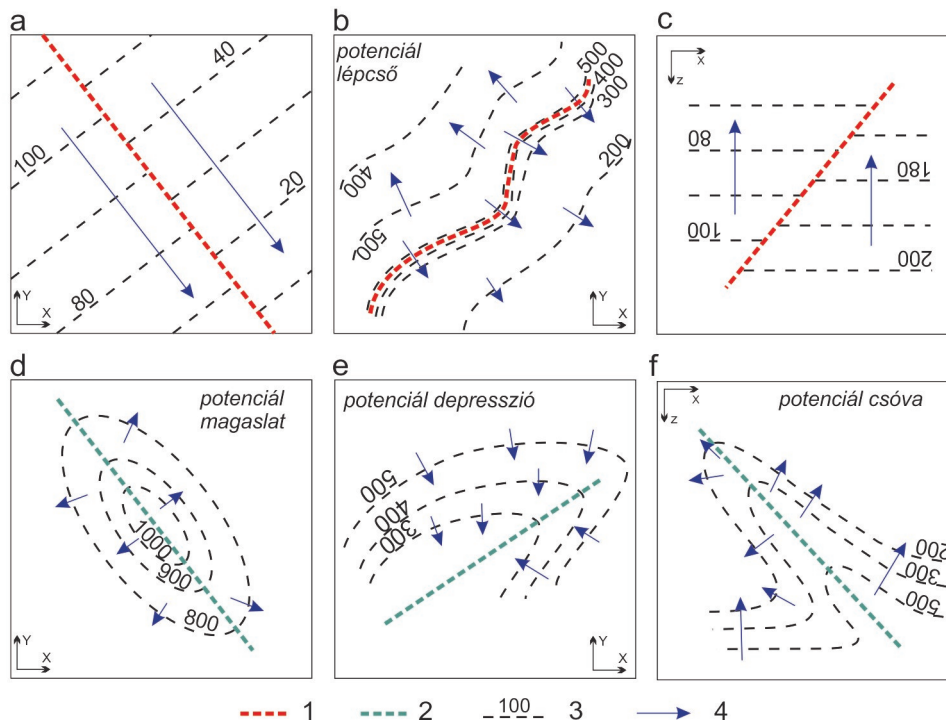 a
40
100
20
80
Y
X
b
potenciál
lépcső
500
400
300
200
400
500
Y
X
c
X
Z
80
180
100
200
d
potenciál
magaslat
1000
900
800
Y
X
e
potenciál depresszió
500
400
300
Y
X
f
X
Z
potenciál csóva
200
300
500
1 2 100 3 4